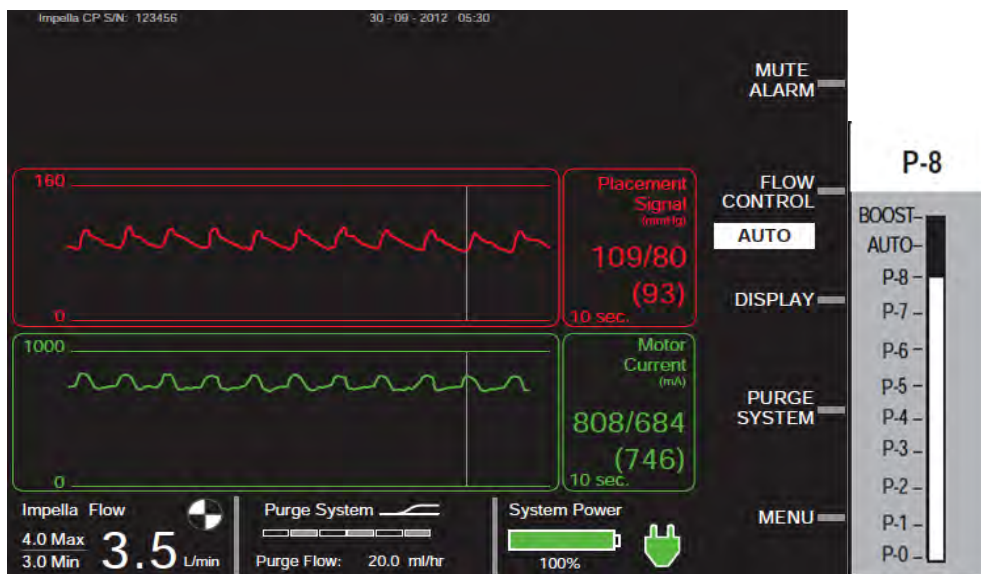 Impella CP S/N: 123456
30 - 09 - 2012 05:30
MUTE
ALARM
160
0
Placement
Signal
(mmHg)
109/80
(93)
10 sec.
FLOW
CONTROL
AUTO
DISPLAY
1000
0
Motor
Current
(mA)
808/684
(746)
10 sec.
PURGE
SYSTEM
Impella Flow
4.0 Max
3.0 Min
3.5 L/min
Purge System
Purge Flow: 20.0 ml/hr
System Power
100%
MENU
P-8
BOOST
AUTO
P-8
P-7
P-6
P-5
P-4
P-3
P-2
P-1
P-0